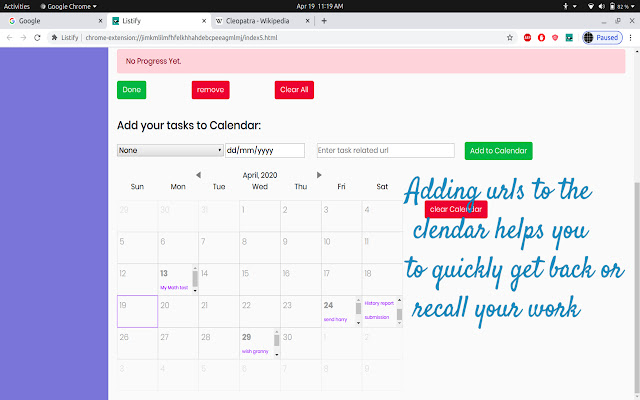 Activities Google Chrome ▾ Apr 19 11:19 AM 82 %
Google Listify Cleopatra - Wikipedia
Listify chrome-extension://jimkmlilmfhfelkhhahdebcpeeagmlmj/index5.html Paused
No Progress Yet.
Done remove Clear All
Add your tasks to Calendar:
None dd/mm/yyyy Enter task related url Add to Calendar
April, 2020
Sun Mon Tue Wed Thu Fri Sat
29 30 31 1 2 3 4
5 6 7 8 9 10 11
12 13 14 15 16 17 18
My Math test
19 20 21 22 23 24
send harry
History report
submission
26 27 28 29 30 1 2
wish granny
3 4 5 6 7 8 9
clear Calendar
Adding urls to the
clendar helps you
to quickly get back or
recall your work